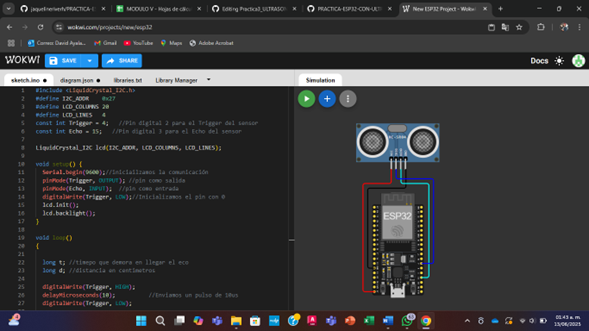 jaquelinerivertv/PRACTICA-E
MODULO V - Hojas de cálcu
Editing Practica3_ULTRASO
PRACTICA-ESP32-CON-ULT
New ESP32 Project - Wokwi
wokwi.com/projects/new/esp32
Correo: David Ayala...
Gmail
YouTube
Maps
Adobe Acrobat
WOKWI
SAVE
SHARE
Docs
sketch.ino
diagram.json
libraries.txt
Library Manager
Simulation
1 #include <LiquidCrystal_I2C.h>
2 #define I2C_ADDR 0x27
3 #define LCD_COLUMNS 20
4 #define LCD_LINES 4
5 const int Trigger = 4; //Pin digital 2 para el Trigger del sensor
6 const int Echo = 15; //Pin digital 3 para el Echo del sensor
7
8 LiquidCrystal_I2C lcd(I2C_ADDR, LCD_COLUMNS, LCD_LINES);
9
10 void setup() {
11 Serial.begin(9600);//iniciailzamos la comunicación
12 pinMode(Trigger, OUTPUT); //pin como salida
13 pinMode(Echo, INPUT); //pin como entrada
14 digitalWrite(Trigger, LOW);//Inicializamos el pin con 0
15 lcd.init();
16 lcd.backlight();
17 }
18
19 void loop()
20 {
21
22 long t; //timepo que demora en llegar el eco
23 long d; //distancia en centimetros
24
25 digitalWrite(Trigger, HIGH);
26 delayMicroseconds(10); //Enviamos un pulso de 10us
27 digitalWrite(Trigger, LOW);
HC-SR04
ESP32
01:43 a. m.
13/06/2025